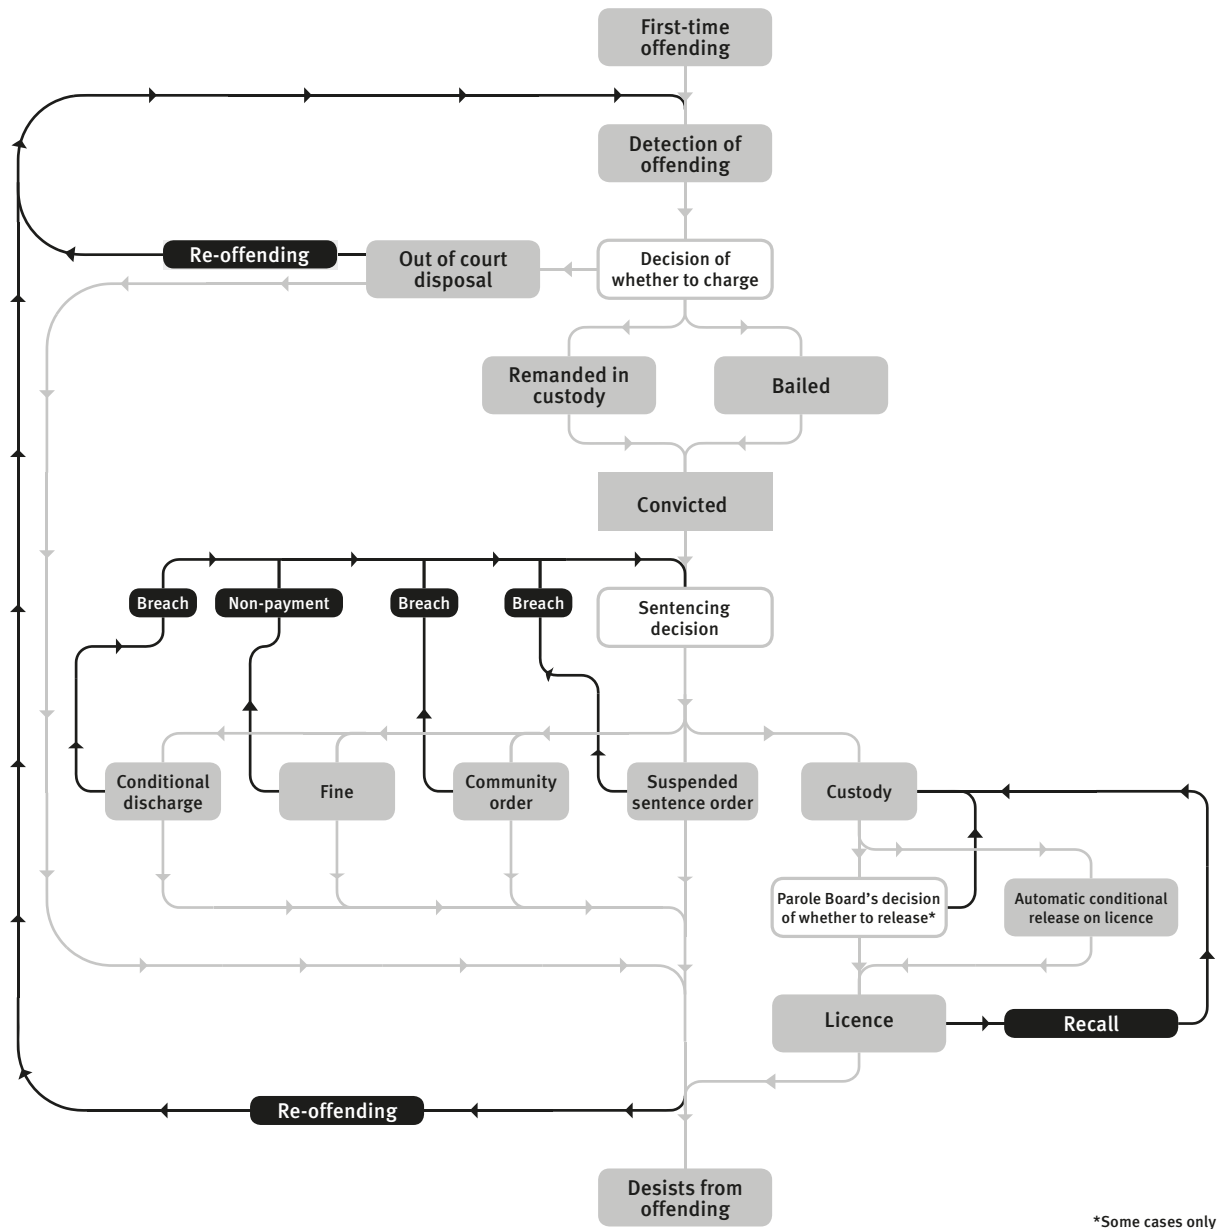 First-time
offending
Detection of
offending
Re-offending
Out of court
disposal
Decision of
whether to charge
Remanded in
custody
Bailed
Convicted
Breach
Non-payment
Breach
Breach
Sentencing
decision
Conditional
discharge
Fine
Community
order
Suspended
sentence order
Custody
Parole Board’s decision
of whether to release*
Automatic conditional
release on licence
Licence
Recall
Re-offending
Desists from
offending
*Some cases only